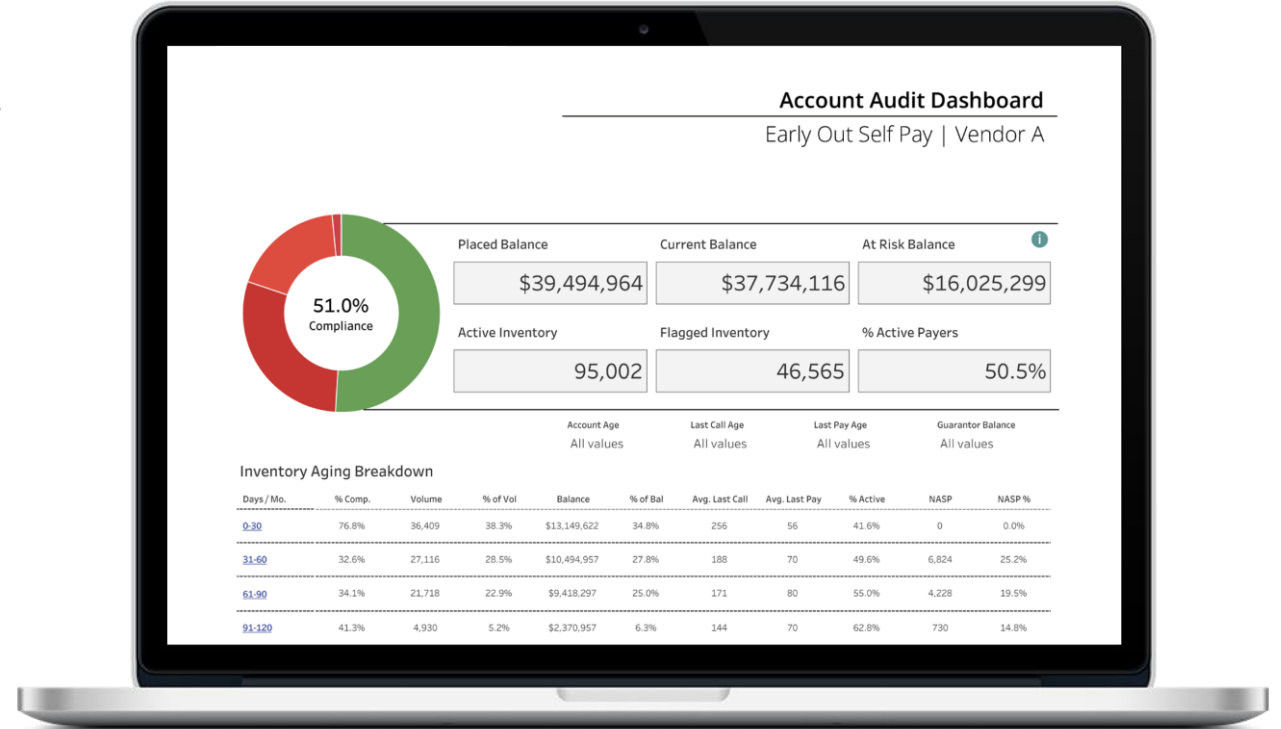 Account Audit Dashboard
Early Out Self Pay | Vendor A
51.0%
Compliance
Placed Balance Current Balance At Risk Balance i
$39,494,964 $37,734,116 $16,025,299
Active Inventory Flagged Inventory % Active Payers
95,002 46,565 50.5%
Account Age Last Call Age Last Pay Age Guarantor Balance
All values All values All values All values
Inventory Aging Breakdown
Days / Mo. % Comp. Volume % of Vol Balance % of Bal Avg. Last Call Avg. Last Pay % Active NASP NASP %
0-30 76.8% 36,409 38.3% $13,149,622 34.8% 256 56 41.6% 0 0.0%
31-60 32.6% 27,116 28.5% $10,494,957 27.8% 188 70 49.6% 6,824 25.2%
61-90 34.1% 21,718 22.9% $9,418,297 25.0% 171 80 55.0% 4,228 19.5%
91-120 41.3% 4,930 5.2% $2,370,957 6.3% 144 70 62.8% 730 14.8%